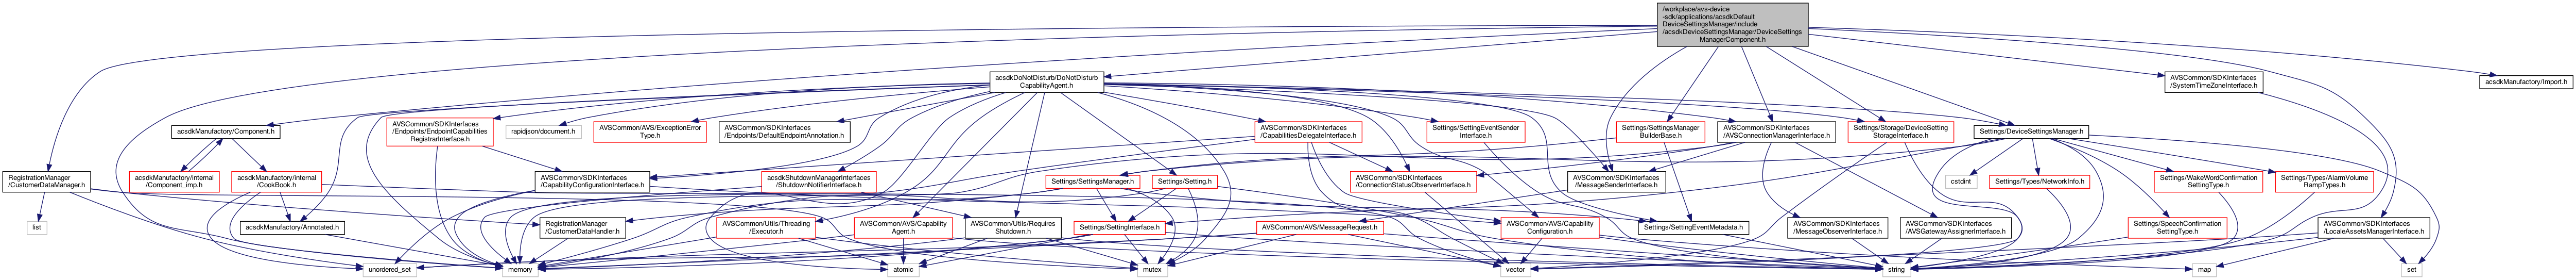 /workplace/avs-device
-sdk/applications/acsdkDefault
DeviceSettingsManager/include
/acsdkDeviceSettingsManager/DeviceSettings
ManagerComponent.h
acsdkDoNotDisturb/DoNotDisturb
CapabilityAgent.h
AVSCommon/SDKInterfaces
/SystemTimeZoneInterface.h
acsdkManufactory/Import.h
acsdkManufactory/Component.h
AVSCommon/SDKInterfaces
/Endpoints/EndpointCapabilities
RegistrarInterface.h
rapidjson/document.h
AVSCommon/AVS/ExceptionError
Type.h
AVSCommon/SDKInterfaces
/Endpoints/DefaultEndpointAnnotation.h
AVSCommon/SDKInterfaces
/CapabilitiesDelegateInterface.h
Settings/SettingEventSender
Interface.h
Settings/SettingsManager
BuilderBase.h
AVSCommon/SDKInterfaces
/AVSConnectionManagerInterface.h
Settings/Storage/DeviceSetting
StorageInterface.h
Settings/DeviceSettingsManager.h
RegistrationManager
/CustomerDataManager.h
acsdkManufactory/internal
/Component_imp.h
acsdkManufactory/internal
/CookBook.h
AVSCommon/SDKInterfaces
/CapabilityConfigurationInterface.h
acsdkShutdownManagerInterfaces
/ShutdownNotifierInterface.h
Settings/SettingsManager.h
Settings/Setting.h
AVSCommon/SDKInterfaces
/ConnectionStatusObserverInterface.h
AVSCommon/SDKInterfaces
/MessageSenderInterface.h
cstdint
Settings/Types/NetworkInfo.h
Settings/WakeWordConfirmation
SettingType.h
Settings/Types/AlarmVolume
RampTypes.h
list
acsdkManufactory/Annotated.h
RegistrationManager
/CustomerDataHandler.h
AVSCommon/Utils/Threading
/Executor.h
AVSCommon/AVS/Capability
Agent.h
AVSCommon/Utils/Requires
Shutdown.h
Settings/SettingInterface.h
AVSCommon/AVS/MessageRequest.h
AVSCommon/AVS/Capability
Configuration.h
Settings/SettingEventMetadata.h
AVSCommon/SDKInterfaces
/MessageObserverInterface.h
AVSCommon/SDKInterfaces
/AVSGatewayAssignerInterface.h
Settings/SpeechConfirmation
SettingType.h
AVSCommon/SDKInterfaces
/LocaleAssetsManagerInterface.h
unordered_set
memory
atomic
mutex
vector
string
map
set